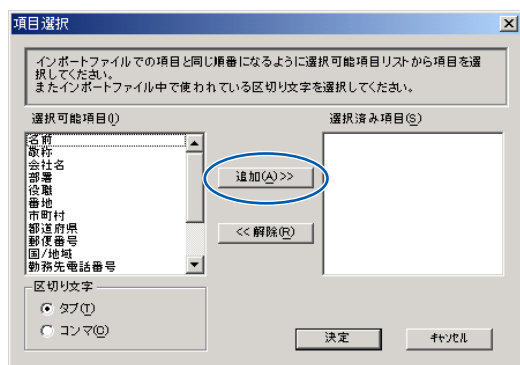 項目選択
インポートファイルでの項目と同じ順番になるように選択可能項目リストから項目を選
択してください。
またインポートファイル中で使われている区切り文字を選択してください。
選択可能項目(I)
選択済み項目(S)
名前
敬称
会社名
部署
役職
番地
市町村
都道府県
郵便番号
国/地域
勤務先電話番号
追加(A)>>
<<解除(R)
区切り文字
タブ(T)
コンマ(O)
決定
キャンセル